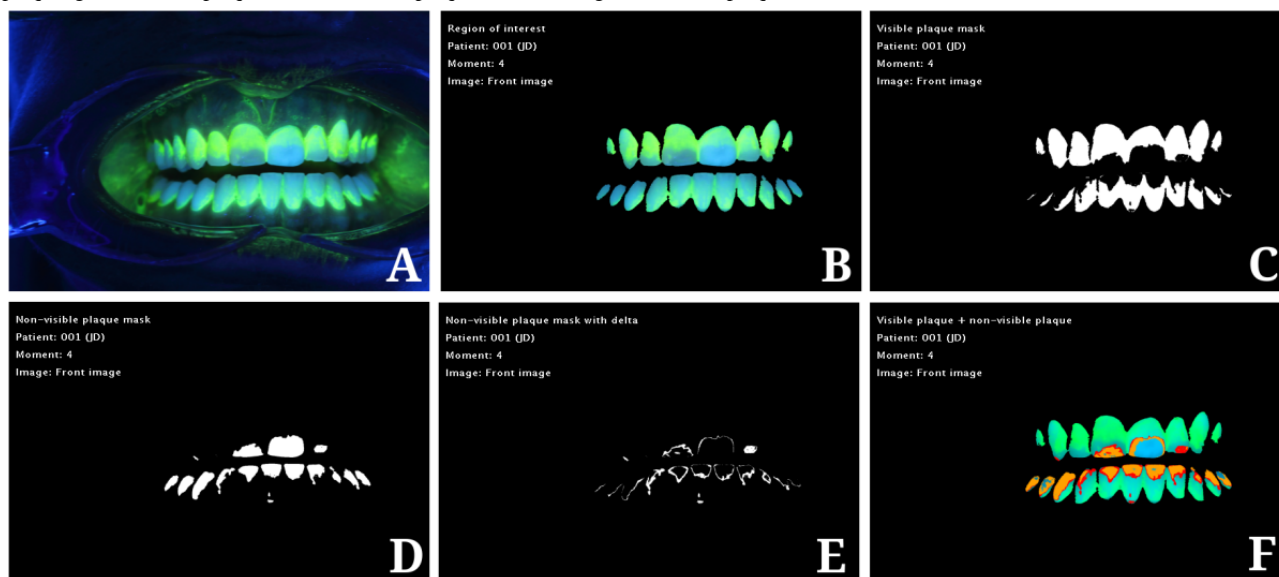 A
Region of interest
Patient: 001 (JD)
Moment: 4
Image: Front image
B
Visible plaque mask
Patient: 001 (JD)
Moment: 4
Image: Front image
C
Non-visible plaque mask
Patient: 001 (JD)
Moment: 4
Image: Front image
D
Non-visible plaque mask with delta
Patient: 001 (JD)
Moment: 4
Image: Front image
E
Visible plaque + non-visible plaque
Patient: 001 (JD)
Moment: 4
Image: Front image
F